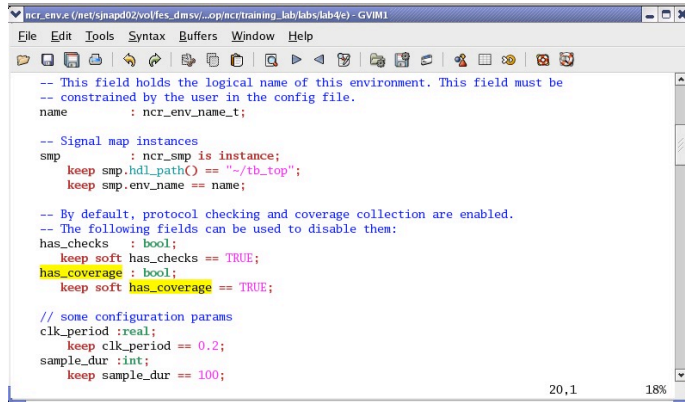 ncr_env.e (/net/sjnapd02/vol/fes_dmsv/...op/ncr/training_lab/labs/lab4/e) - GVIM1
File Edit Tools Syntax Buffers Window Help
-- This field holds the logical name of this environment. This field must be
-- constrained by the user in the config file.
name : ncr_env_name_t;
-- Signal map instances
smp : ncr_smp is instance;
keep smp.hdl_path() == "~/tb_top";
keep smp.env_name == name;
-- By default, protocol checking and coverage collection are enabled.
-- The following fields can be used to disable them:
has_checks : bool;
keep soft has_checks == TRUE;
has_coverage : bool;
keep soft has_coverage == TRUE;
// some configuration params
clk_period :real;
keep clk_period == 0.2;
sample_dur :int;
keep sample_dur == 100;
20,1 18%